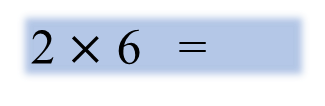 2 × 6 =